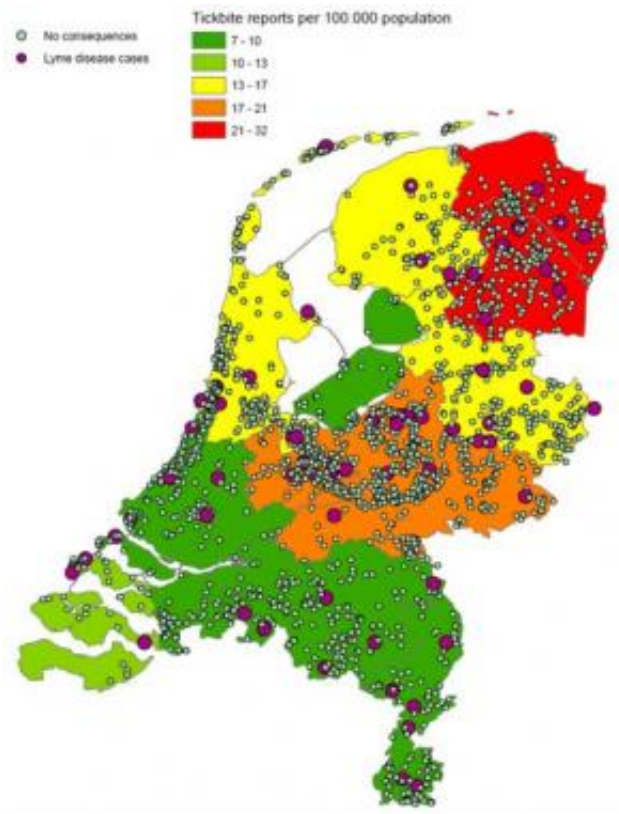 Tickbite reports per 100.000 population
No consequences
Lyme disease cases
7 - 10
10 - 13
13 - 17
17 - 21
21 - 32